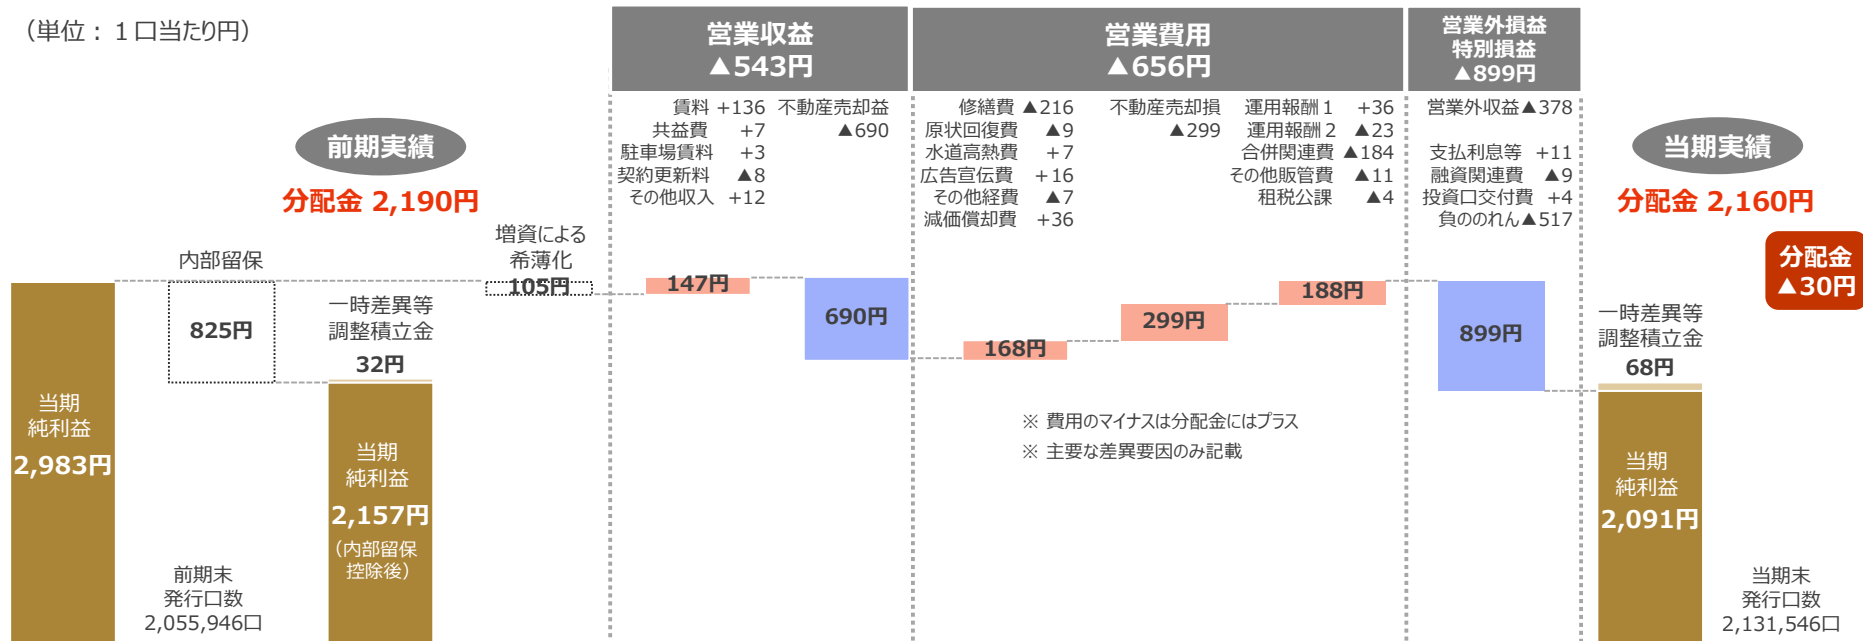 （単位：１口当たり円）
営業収益
▲543円
営業費用
▲656円
営業外損益
特別損益
▲899円
賃料 +136
共益費 +7
駐車場賃料 +3
契約更新料 ▲8
その他収入 +12
不動産売却益
▲690
修繕費 ▲216
原状回復費 ▲9
水道高熱費 +7
広告宣伝費 +16
その他経費 ▲7
減価償却費 +36
不動産売却損
▲299
運用報酬１ +36
運用報酬２ ▲23
合併関連費 ▲184
その他販管費 ▲11
租税公課 ▲4
営業外収益▲378
支払利息等 +11
融資関連費 ▲9
投資口交付費 +4
負ののれん▲517
前期実績
分配金 2,190円
当期実績
分配金 2,160円
分配金
▲30円
当期
純利益
2,983円
内部留保
825円
前期末
発行口数
2,055,946口
一時差異等
調整積立金
32円
当期
純利益
2,157円
（内部留保
控除後）
増資による
希薄化
105円
147円
690円
168円
299円
188円
899円
※ 費用のマイナスは分配金にはプラス
※ 主要な差異要因のみ記載
一時差異等
調整積立金
68円
当期
純利益
2,091円
当期末
発行口数
2,131,546口